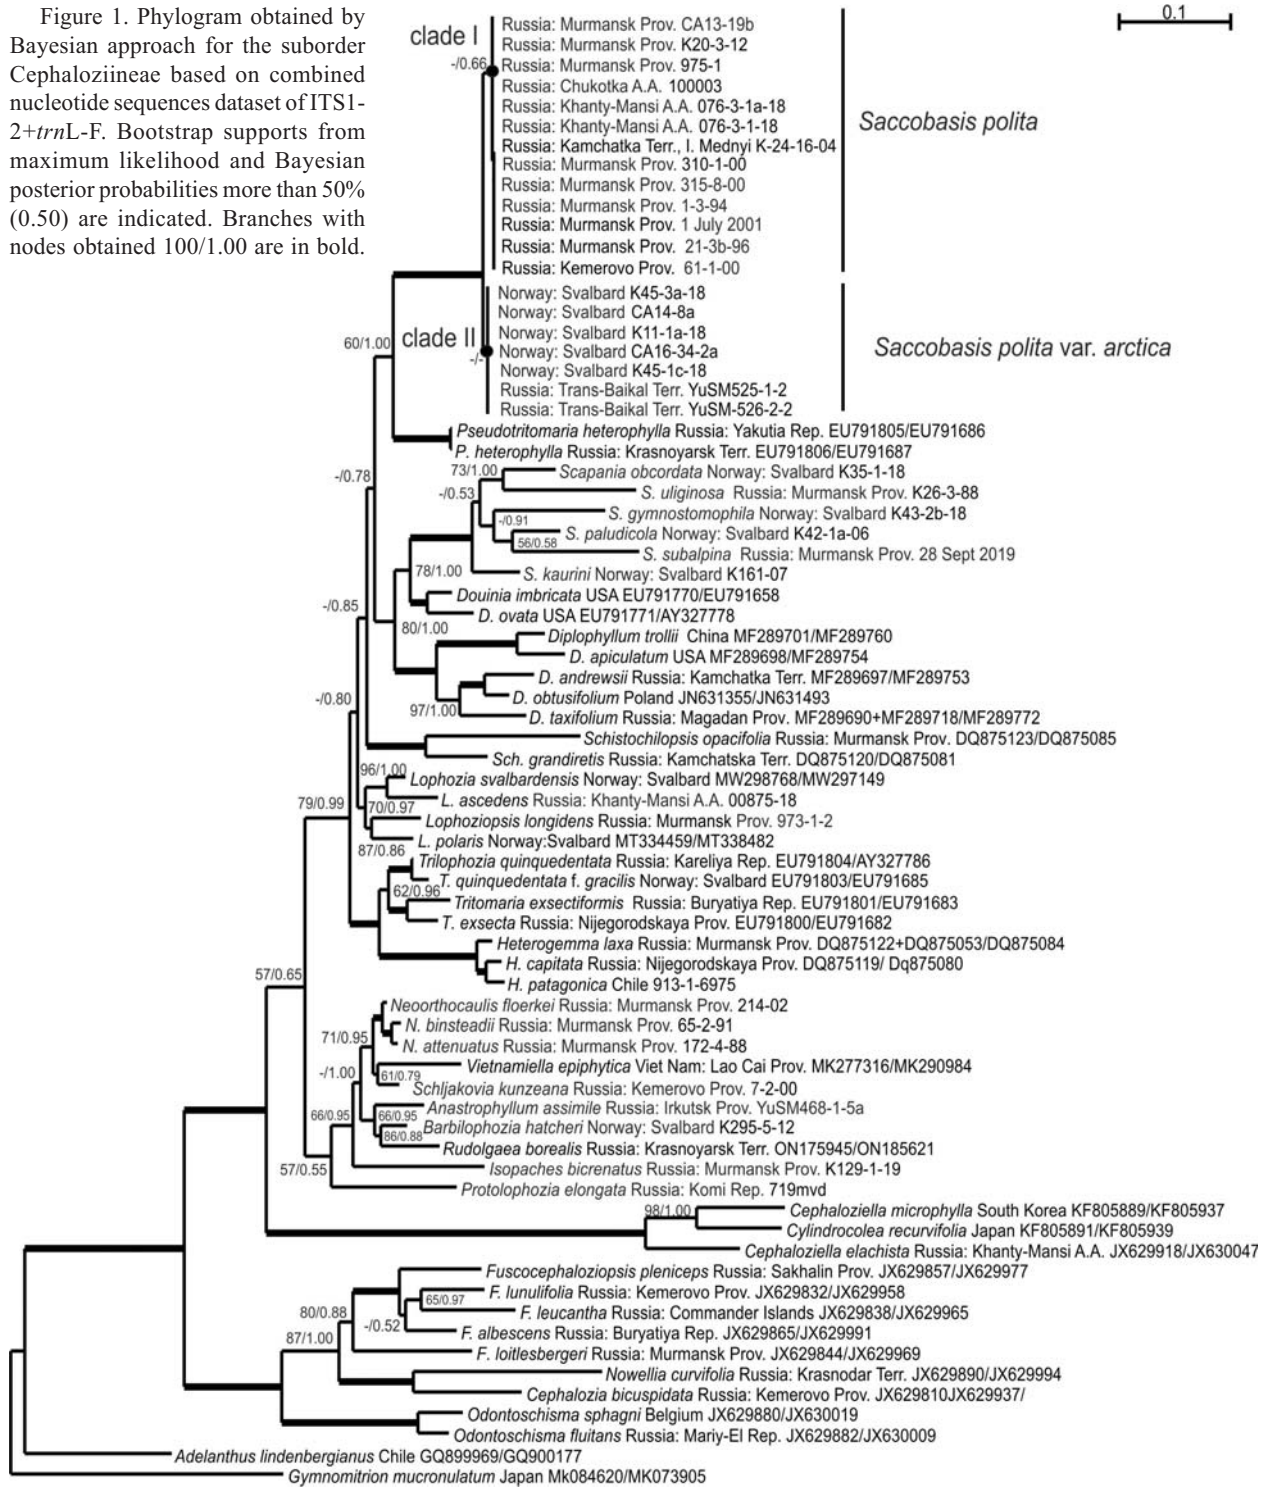 Figure 1. Phylogram obtained by
Bayesian approach for the suborder
Cephaloziineae based on combined
nucleotide sequences dataset of ITS1-
2+trnL-F. Bootstrap supports from
maximum likelihood and Bayesian
posterior probabilities more than 50%
(0.50) are indicated. Branches with
nodes obtained 100/1.00 are in bold.
0.1
clade I
-/0.66
Russia: Murmansk Prov. CA13-19b
Russia: Murmansk Prov. K20-3-12
Russia: Murmansk Prov. 975-1
Russia: Chukotka A.A. 100003
Russia: Khanty-Mansi A.A. 076-3-1a-18
Russia: Khanty-Mansi A.A. 076-3-1-18
Russia: Kamchatka Terr., I. Mednyi K-24-16-04
Russia: Murmansk Prov. 310-1-00
Russia: Murmansk Prov. 315-8-00
Russia: Murmansk Prov. 1-3-94
Russia: Murmansk Prov. 1 July 2001
Russia: Murmansk Prov. 21-3b-96
Russia: Kemerovo Prov. 61-1-00
Saccobasis polita
Norway: Svalbard K45-3a-18
Norway: Svalbard CA14-8a
Norway: Svalbard K11-1a-18
Norway: Svalbard CA16-34-2a
Norway: Svalbard K45-1c-18
Russia: Trans-Baikal Terr. YuSM525-1-2
Russia: Trans-Baikal Terr. YuSM-526-2-2
clade II
-/-
Saccobasis polita var. arctica
60/1.00
Pseudotritomaria heterophylla Russia: Yakutia Rep. EU791805/EU791686
P. heterophylla Russia: Krasnoyarsk Terr. EU791806/EU791687
73/1.00
Scapania obcordata Norway: Svalbard K35-1-18
-/0.78
-/0.53
S. uliginosa Russia: Murmansk Prov. K26-3-88
S. gymnostomophila Norway: Svalbard K43-2b-18
-/0.91
S. paludicola Norway: Svalbard K42-1a-06
56/0.58
S. subalpina Russia: Murmansk Prov. 28 Sept 2019
78/1.00
S. kaurini Norway: Svalbard K161-07
Douinia imbricata USA EU791770/EU791658
-/0.85
D. ovata USA EU791771/AY327778
80/1.00
Diplophyllum trollii China MF289701/MF289760
D. apiculatum USA MF289698/MF289754
D. andrewsii Russia: Kamchatka Terr. MF289697/MF289753
-/0.80
D. obtusifolium Poland JN631355/JN631493
97/1.00
D. taxifolium Russia: Magadan Prov. MF289690+MF289718/MF289772
Schistochilopsis opacifolia Russia: Murmansk Prov. DQ875123/DQ875085
Sch. grandiretis Russia: Kamchatska Terr. DQ875120/DQ875081
96/1.00
Lophozia svalbardensis Norway: Svalbard MW298768/MW297149
79/0.99
L. ascedens Russia: Khanty-Mansi A.A. 00875-18
70/0.97
Lophoziopsis longidens Russia: Murmansk Prov. 973-1-2
L. polaris Norway:Svalbard MT334459/MT338482
87/0.86
Trilophozia quinquedentata Russia: Kareliya Rep. EU791804/AY327786
T. quinquedentata f. gracilis Norway: Svalbard EU791803/EU791685
62/0.96
Tritomaria exsectiformis Russia: Buryatiya Rep. EU791801/EU791683
T. exsecta Russia: Nijegorodskaya Prov. EU791800/EU791682
Heterogemma laxa Russia: Murmansk Prov. DQ875122+DQ875053/DQ875084
H. capitata Russia: Nijegorodskaya Prov. DQ875119/ Dq875080
57/0.65
H. patagonica Chile 913-1-6975
Neoorthocaulis floerkei Russia: Murmansk Prov. 214-02
N. binsteadii Russia: Murmansk Prov. 65-2-91
71/0.95
N. attenuatus Russia: Murmansk Prov. 172-4-88
Vietnamiella epiphytica Viet Nam: Lao Cai Prov. MK277316/MK290984
-/1.00
61/0.79
Schljakovia kunzeana Russia: Kemerovo Prov. 7-2-00
Anastrophyllum assimile Russia: Irkutsk Prov. YuSM468-1-5a
66/0.95
66/0.95
Barbilophozia hatcheri Norway: Svalbard K295-5-12
86/0.88
Rudolgaea borealis Russia: Krasnoyarsk Terr. ON175945/ON185621
57/0.55
Isopaches bicrenatus Russia: Murmansk Prov. K129-1-19
Protolophozia elongata Russia: Komi Rep. 719mvd
98/1.00
Cephaloziella microphylla South Korea KF805889/KF805937
Cylindrocolea recurvifolia Japan KF805891/KF805939
Cephaloziella elachista Russia: Khanty-Mansi A.A. JX629918/JX630047
Fuscocephaloziopsis pleniceps Russia: Sakhalin Prov. JX629857/JX629977
F. lunulifolia Russia: Kemerovo Prov. JX629832/JX629958
65/0.97
80/0.88
F. leucantha Russia: Commander Islands JX629838/JX629965
-/0.52
87/1.00
F. albescens Russia: Buryatiya Rep. JX629865/JX629991
F. loitlesbergeri Russia: Murmansk Prov. JX629844/JX629969
Nowellia curvifolia Russia: Krasnodar Terr. JX629890/JX629994
Cephalozia bicuspidata Russia: Kemerovo Prov. JX629810JX629937/
Odontoschisma sphagni Belgium JX629880/JX630019
Odontoschisma fluitans Russia: Mariy-El Rep. JX629882/JX630009
Adelanthus lindenbergianus Chile GQ899969/GQ900177
Gymnomitrion mucronulatum Japan Mk084620/MK073905